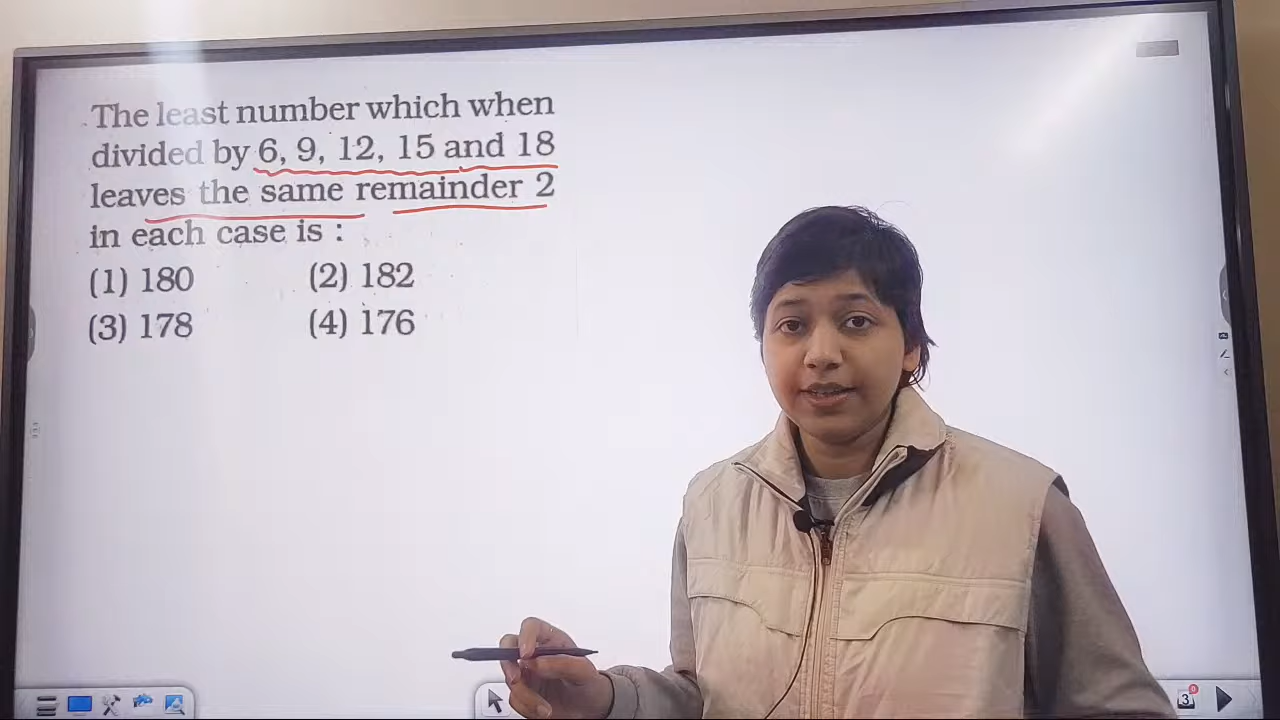 The least number which when
divided by 6, 9, 12, 15 and 18
leaves the same remainder 2
in each case is :
(1) 180 (2) 182
(3) 178 (4) 176
3